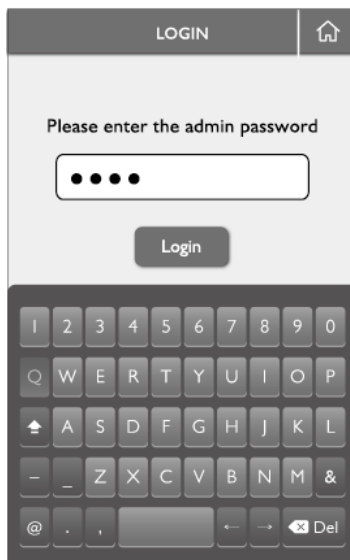 LOGIN
Please enter the admin password
••••
Login
1 2 3 4 5 6 7 8 9 0
Q W E R T Y U I O P
A S D F G H J K L
– _ Z X C V B N M &
@ . , ← → Del